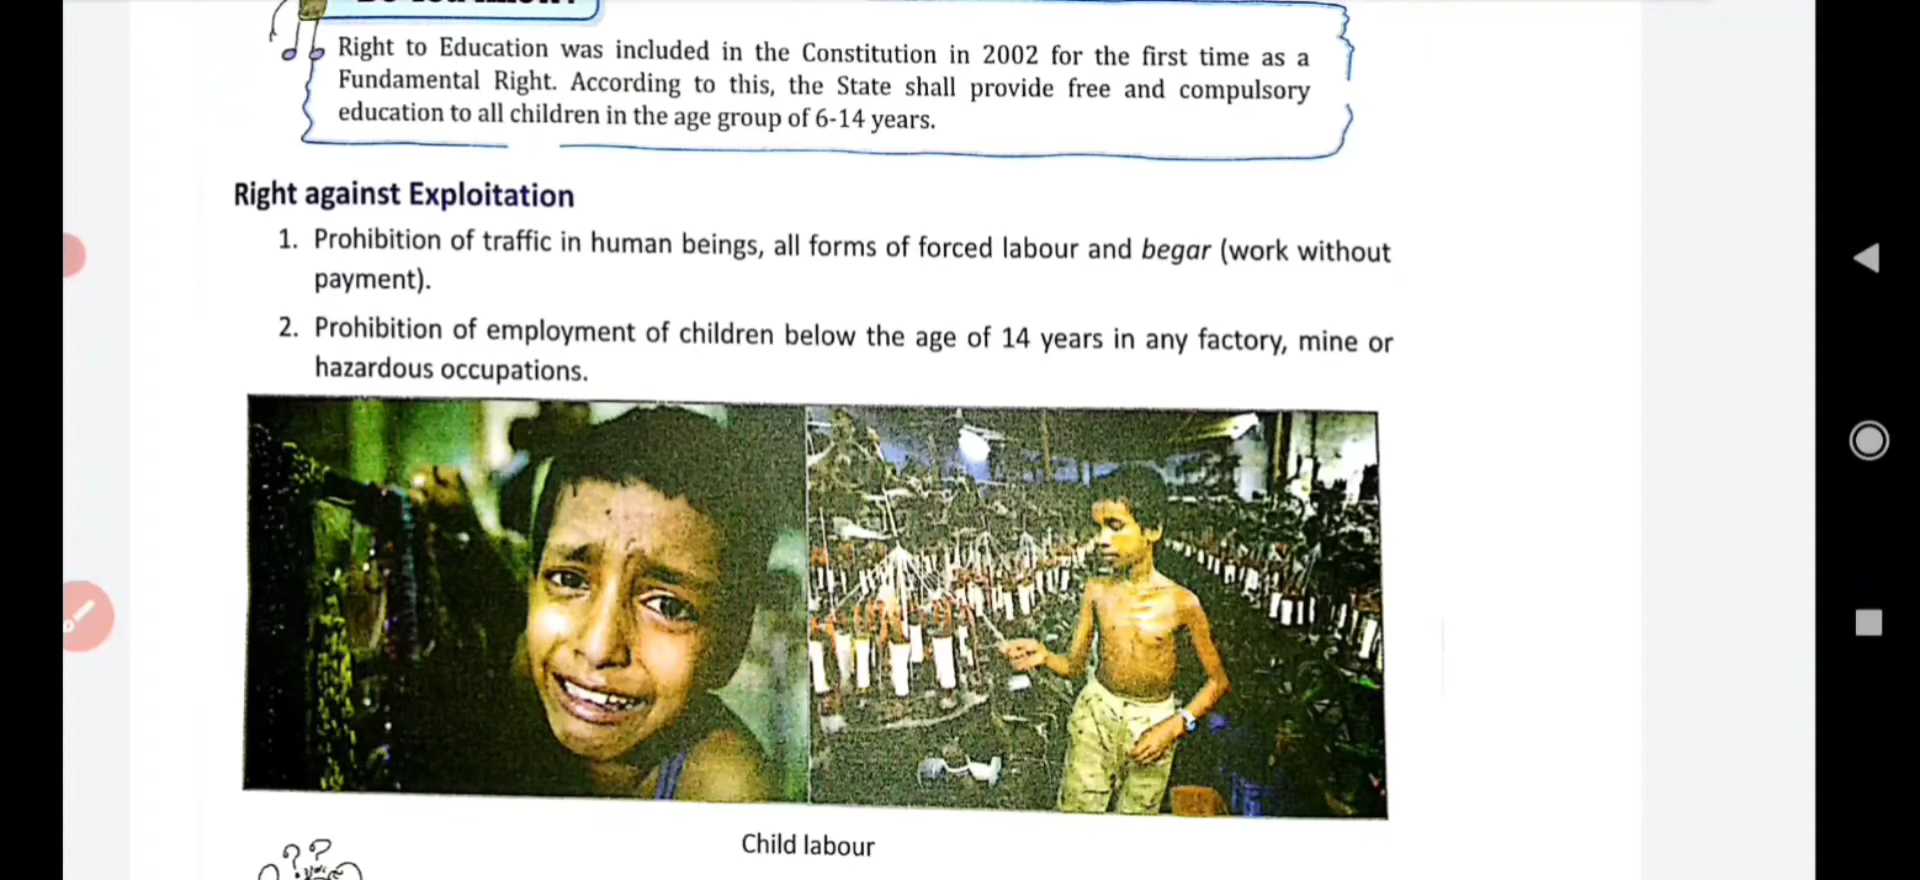 Right to Education was included in the Constitution in 2002 for the first time as a
Fundamental Right. According to this, the State shall provide free and compulsory
education to all children in the age group of 6-14 years.
Right against Exploitation
1. Prohibition of traffic in human beings, all forms of forced labour and begar (work without
payment).
2. Prohibition of employment of children below the age of 14 years in any factory, mine or
hazardous occupations.
Child labour
??